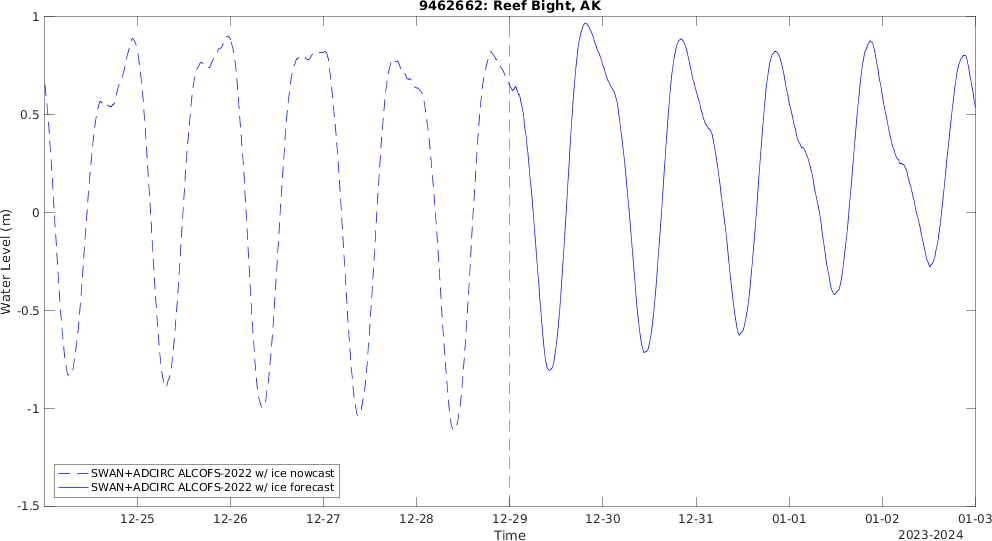 9462662: Reef Bight, AK
1
0.5
0
-0.5
-1
-1.5
Water Level (m)
SWAN+ADCIRC ALCOFS-2022 w/ ice nowcast
SWAN+ADCIRC ALCOFS-2022 w/ ice forecast
12-25 12-26 12-27 12-28 12-29 12-30 12-31 01-01 01-02 01-03
Time
2023-2024